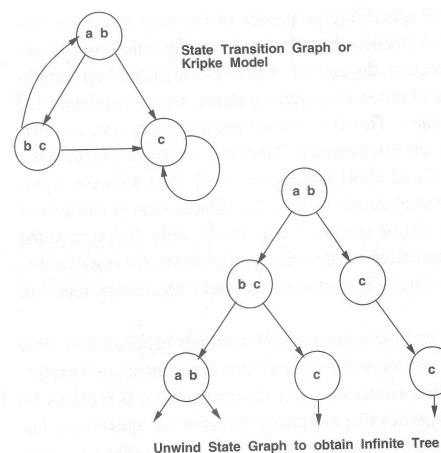 a b
State Transition Graph or
Kripke Model
b c
c
a b
b c
c
a b
c
c
Unwind State Graph to obtain Infinite Tree